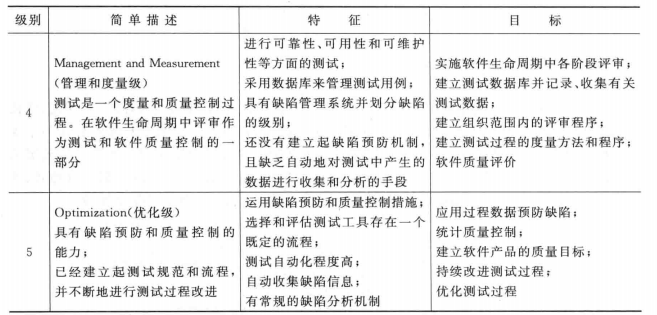 级别 简单描述 特征 目标
4
Management and Measurement
(管理和度量级)
测试是一个度量和质量控制过
程。在软件生命周期中评审作
为测试和软件质量控制的一
部分
进行可靠性、可用性和可维护
性等方面的测试;
采用数据库来管理测试用例;
具有缺陷管理系统并划分缺陷
的级别;
还没有建立起缺陷预防机制,
且缺乏自动地对测试中产生的
数据进行收集和分析的手段
实施软件生命周期中各阶段评审;
建立测试数据库并记录、收集有关
测试数据;
建立组织范围内的评审程序;
建立测试过程的度量方法和程序;
软件质量评价
5
Optimization(优化级)
具有缺陷预防和质量控制的
能力;
已经建立起测试规范和流程,
并不断地进行测试过程改进
运用缺陷预防和质量控制措施;
选择和评估测试工具存在一个
既定的流程;
测试自动化程度高;
自动收集缺陷信息;
有常规的缺陷分析机制
应用过程数据预防缺陷;
统计质量控制;
建立软件产品的质量目标;
持续改进测试过程;
优化测试过程